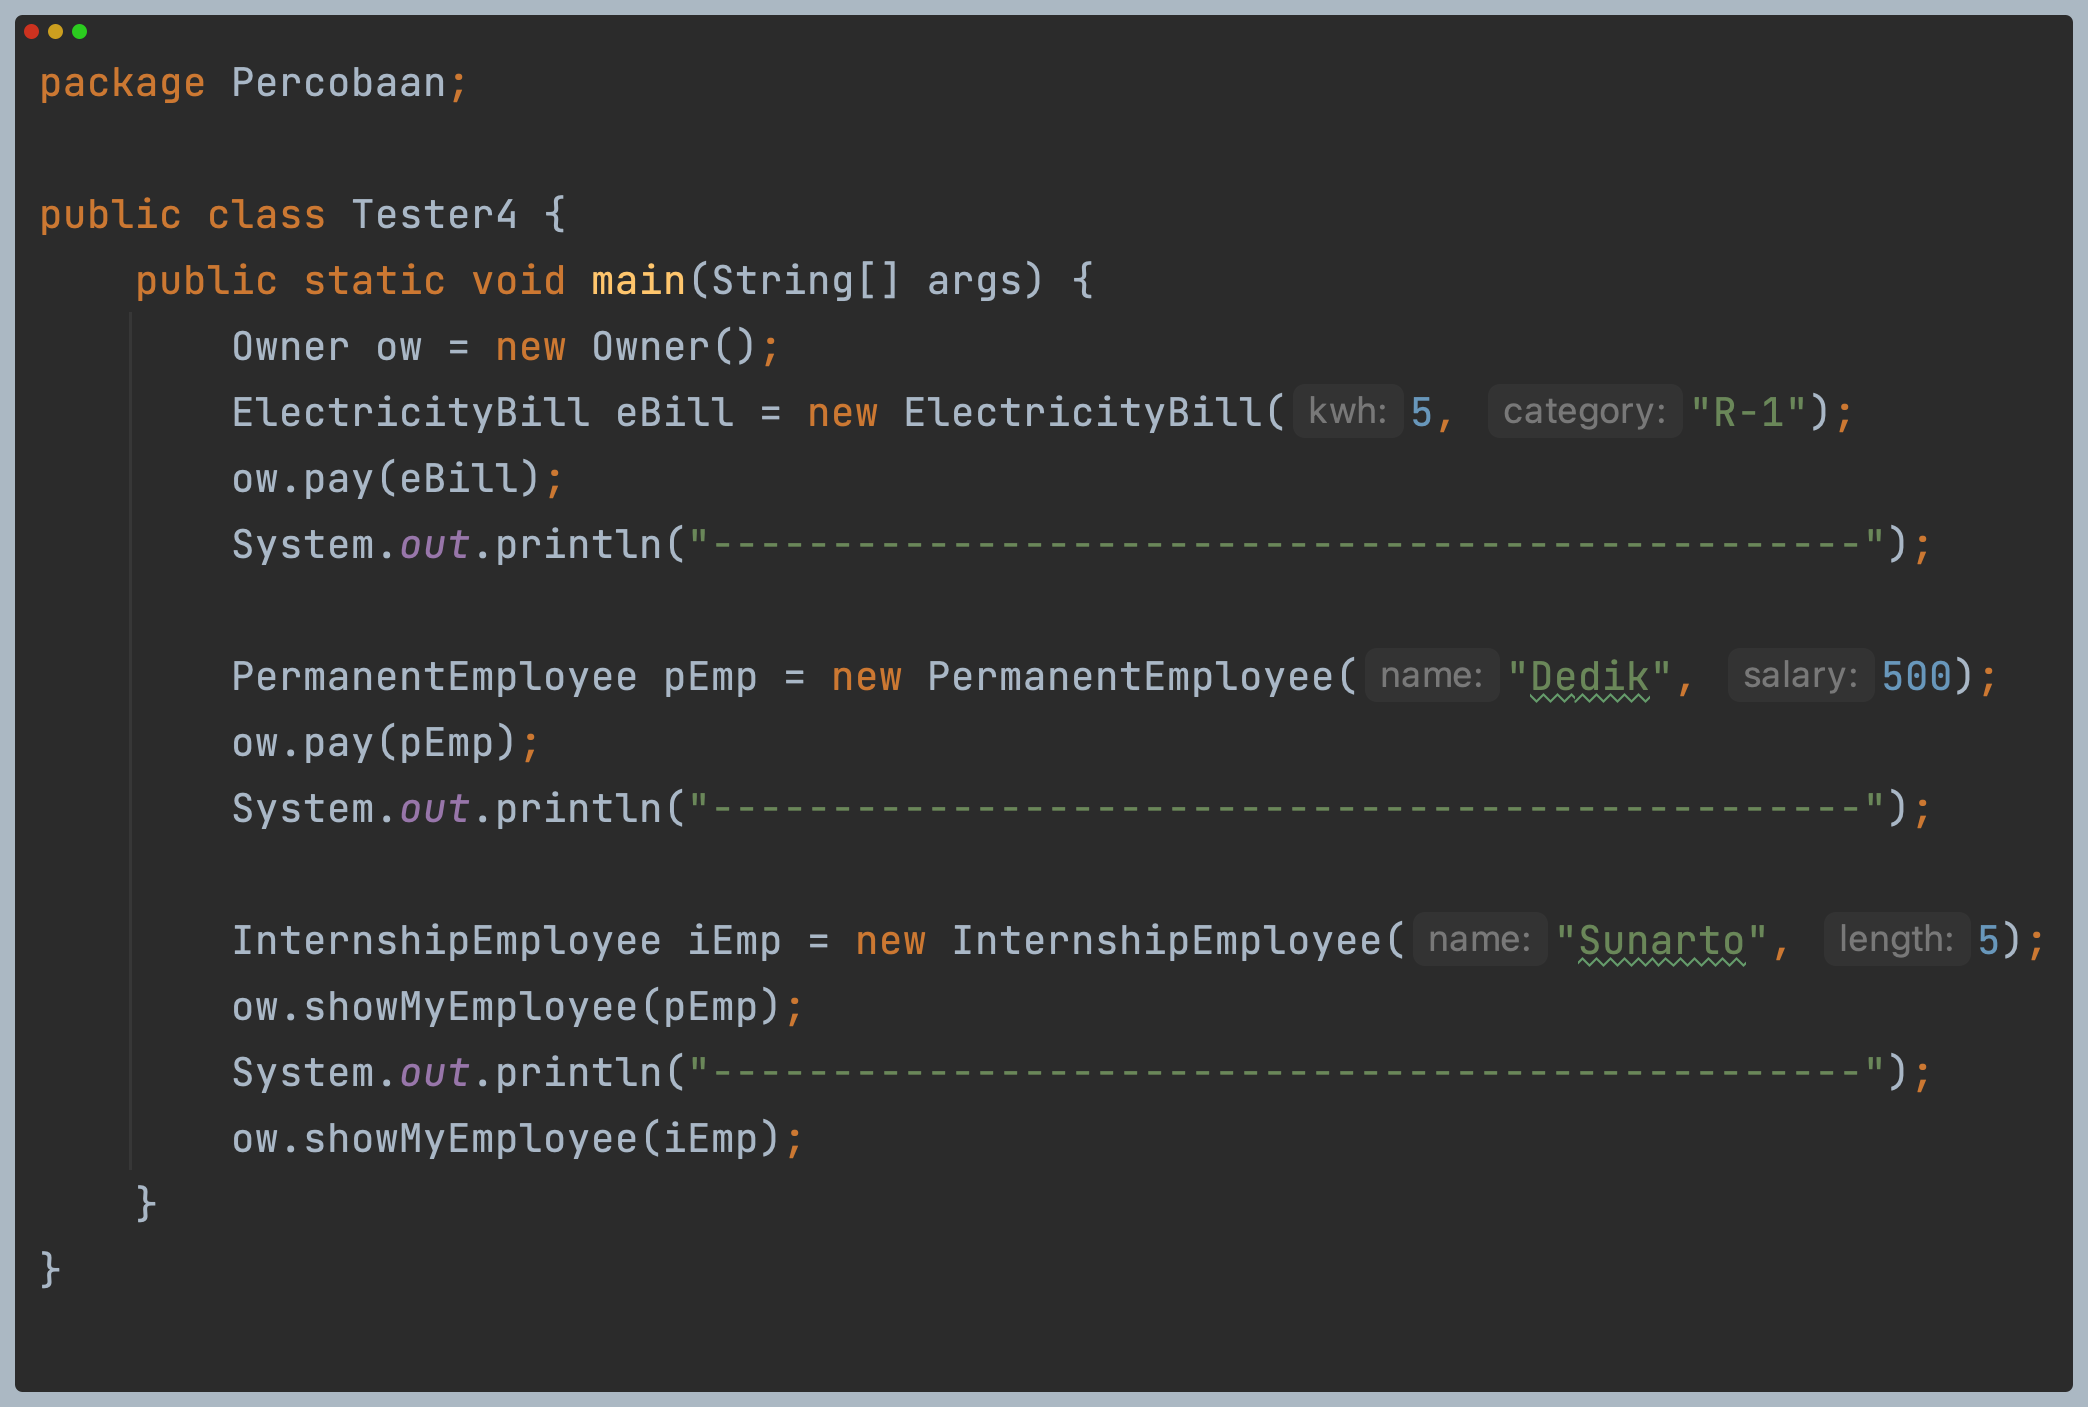 package Percobaan;
public class Tester4 {
public static void main(String[] args) {
Owner ow = new Owner();
ElectricityBill eBill = new ElectricityBill( kwh: 5, category: "R-1");
ow.pay(eBill);
System.out.println("------------------------------------------------");
PermanentEmployee pEmp = new PermanentEmployee( name: "Dedik", salary: 500);
ow.pay(pEmp);
System.out.println("------------------------------------------------");
InternshipEmployee iEmp = new InternshipEmployee( name: "Sunarto", length: 5);
ow.showMyEmployee(pEmp);
System.out.println("------------------------------------------------");
ow.showMyEmployee(iEmp);
}
}